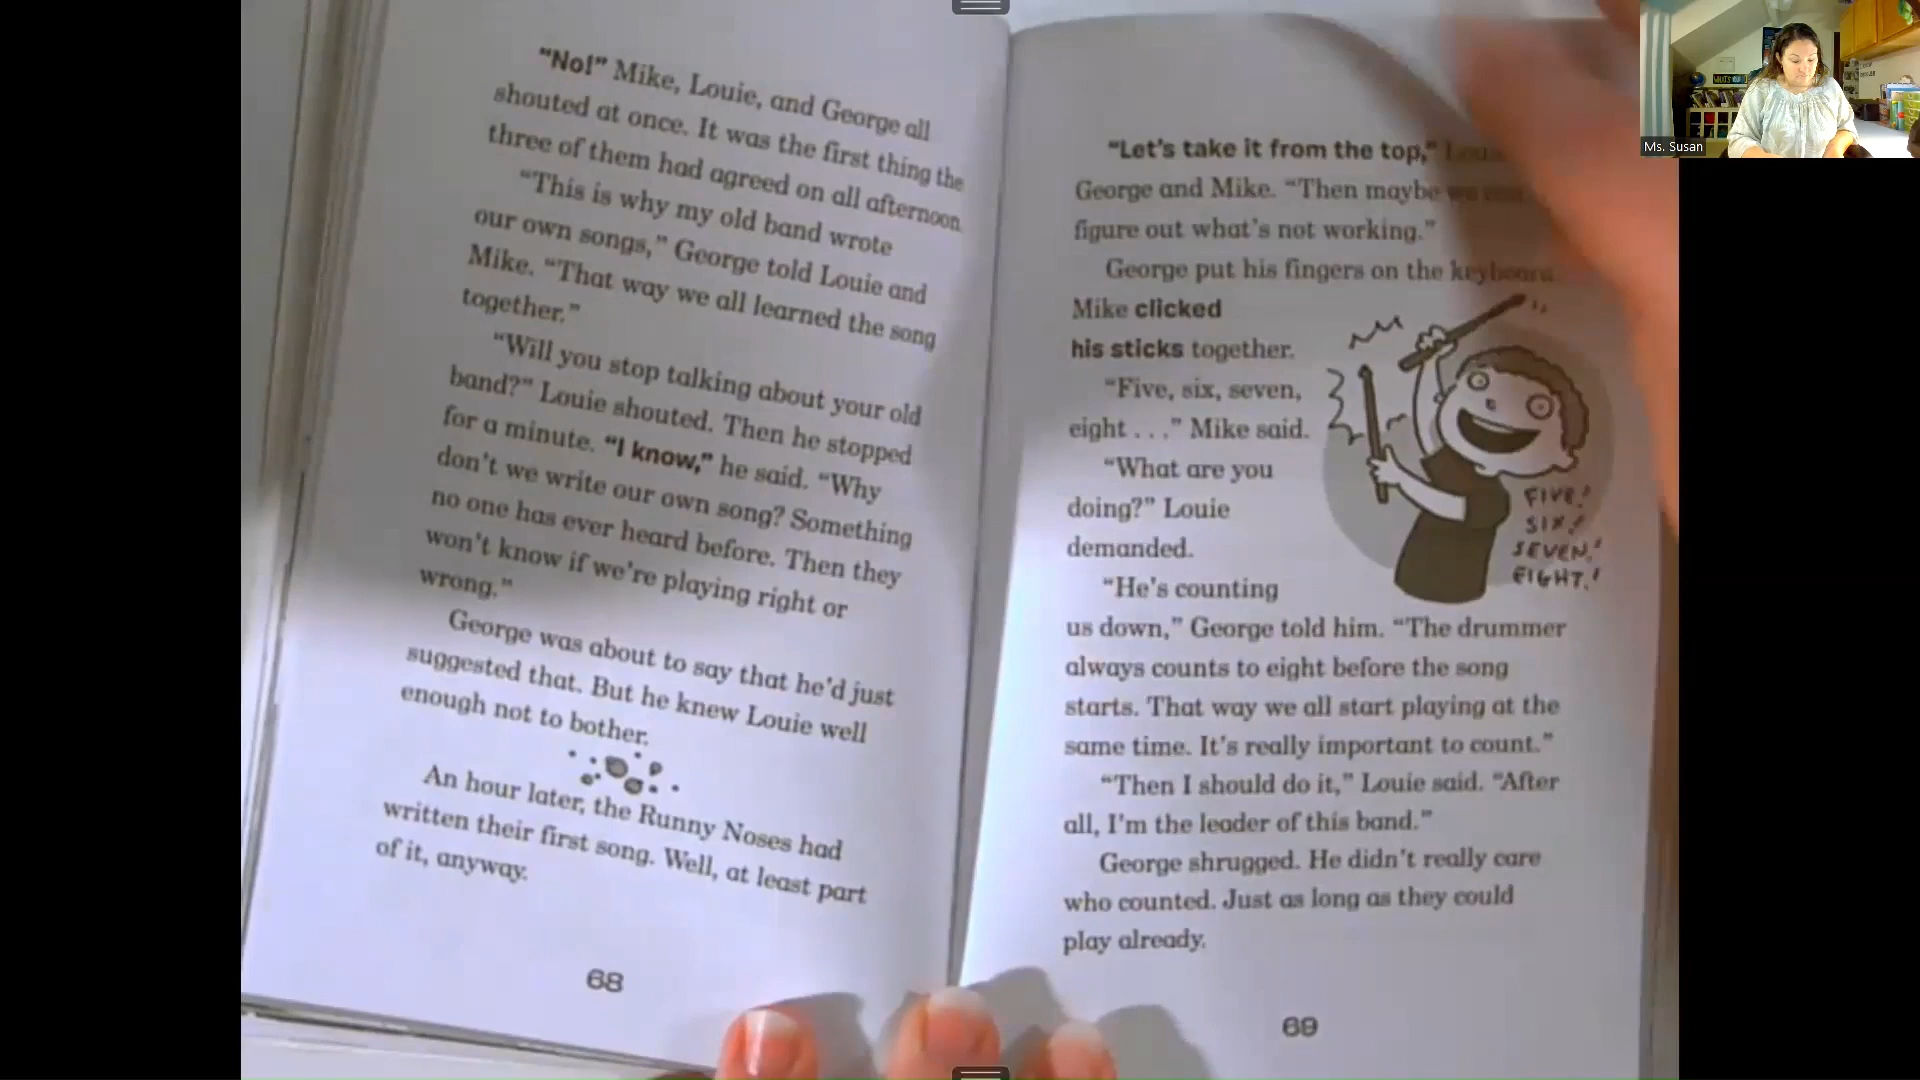 “No!” Mike, Louie, and George all
shouted at once. It was the first thing the
three of them had agreed on all afternoon.
“This is why my old band wrote
our own songs,” George told Louie and
Mike. “That way we all learned the song
together.”
“Will you stop talking about your old
band?” Louie shouted. Then he stopped
for a minute. “I know,” he said. “Why
don’t we write our own song? Something
no one has ever heard before. Then they
won’t know if we’re playing right or
wrong.”
George was about to say that he’d just
suggested that. But he knew Louie well
enough not to bother.
An hour later, the Runny Noses had
written their first song. Well, at least part
of it, anyway.
68
“Let’s take it from the top,”
George and Mike. “Then maybe we
figure out what’s not working.”
George put his fingers on the keyboard.
Mike clicked
his sticks together.
“Five, six, seven,
eight . . .” Mike said.
“What are you
doing?” Louie
demanded.
“He’s counting
us down,” George told him. “The drummer
always counts to eight before the song
starts. That way we all start playing at the
same time. It’s really important to count.”
“Then I should do it,” Louie said. “After
all, I’m the leader of this band.”
George shrugged. He didn’t really care
who counted. Just as long as they could
play already.
FIVE!
SIX!
SEVEN!
EIGHT!
69
Ms. Susan